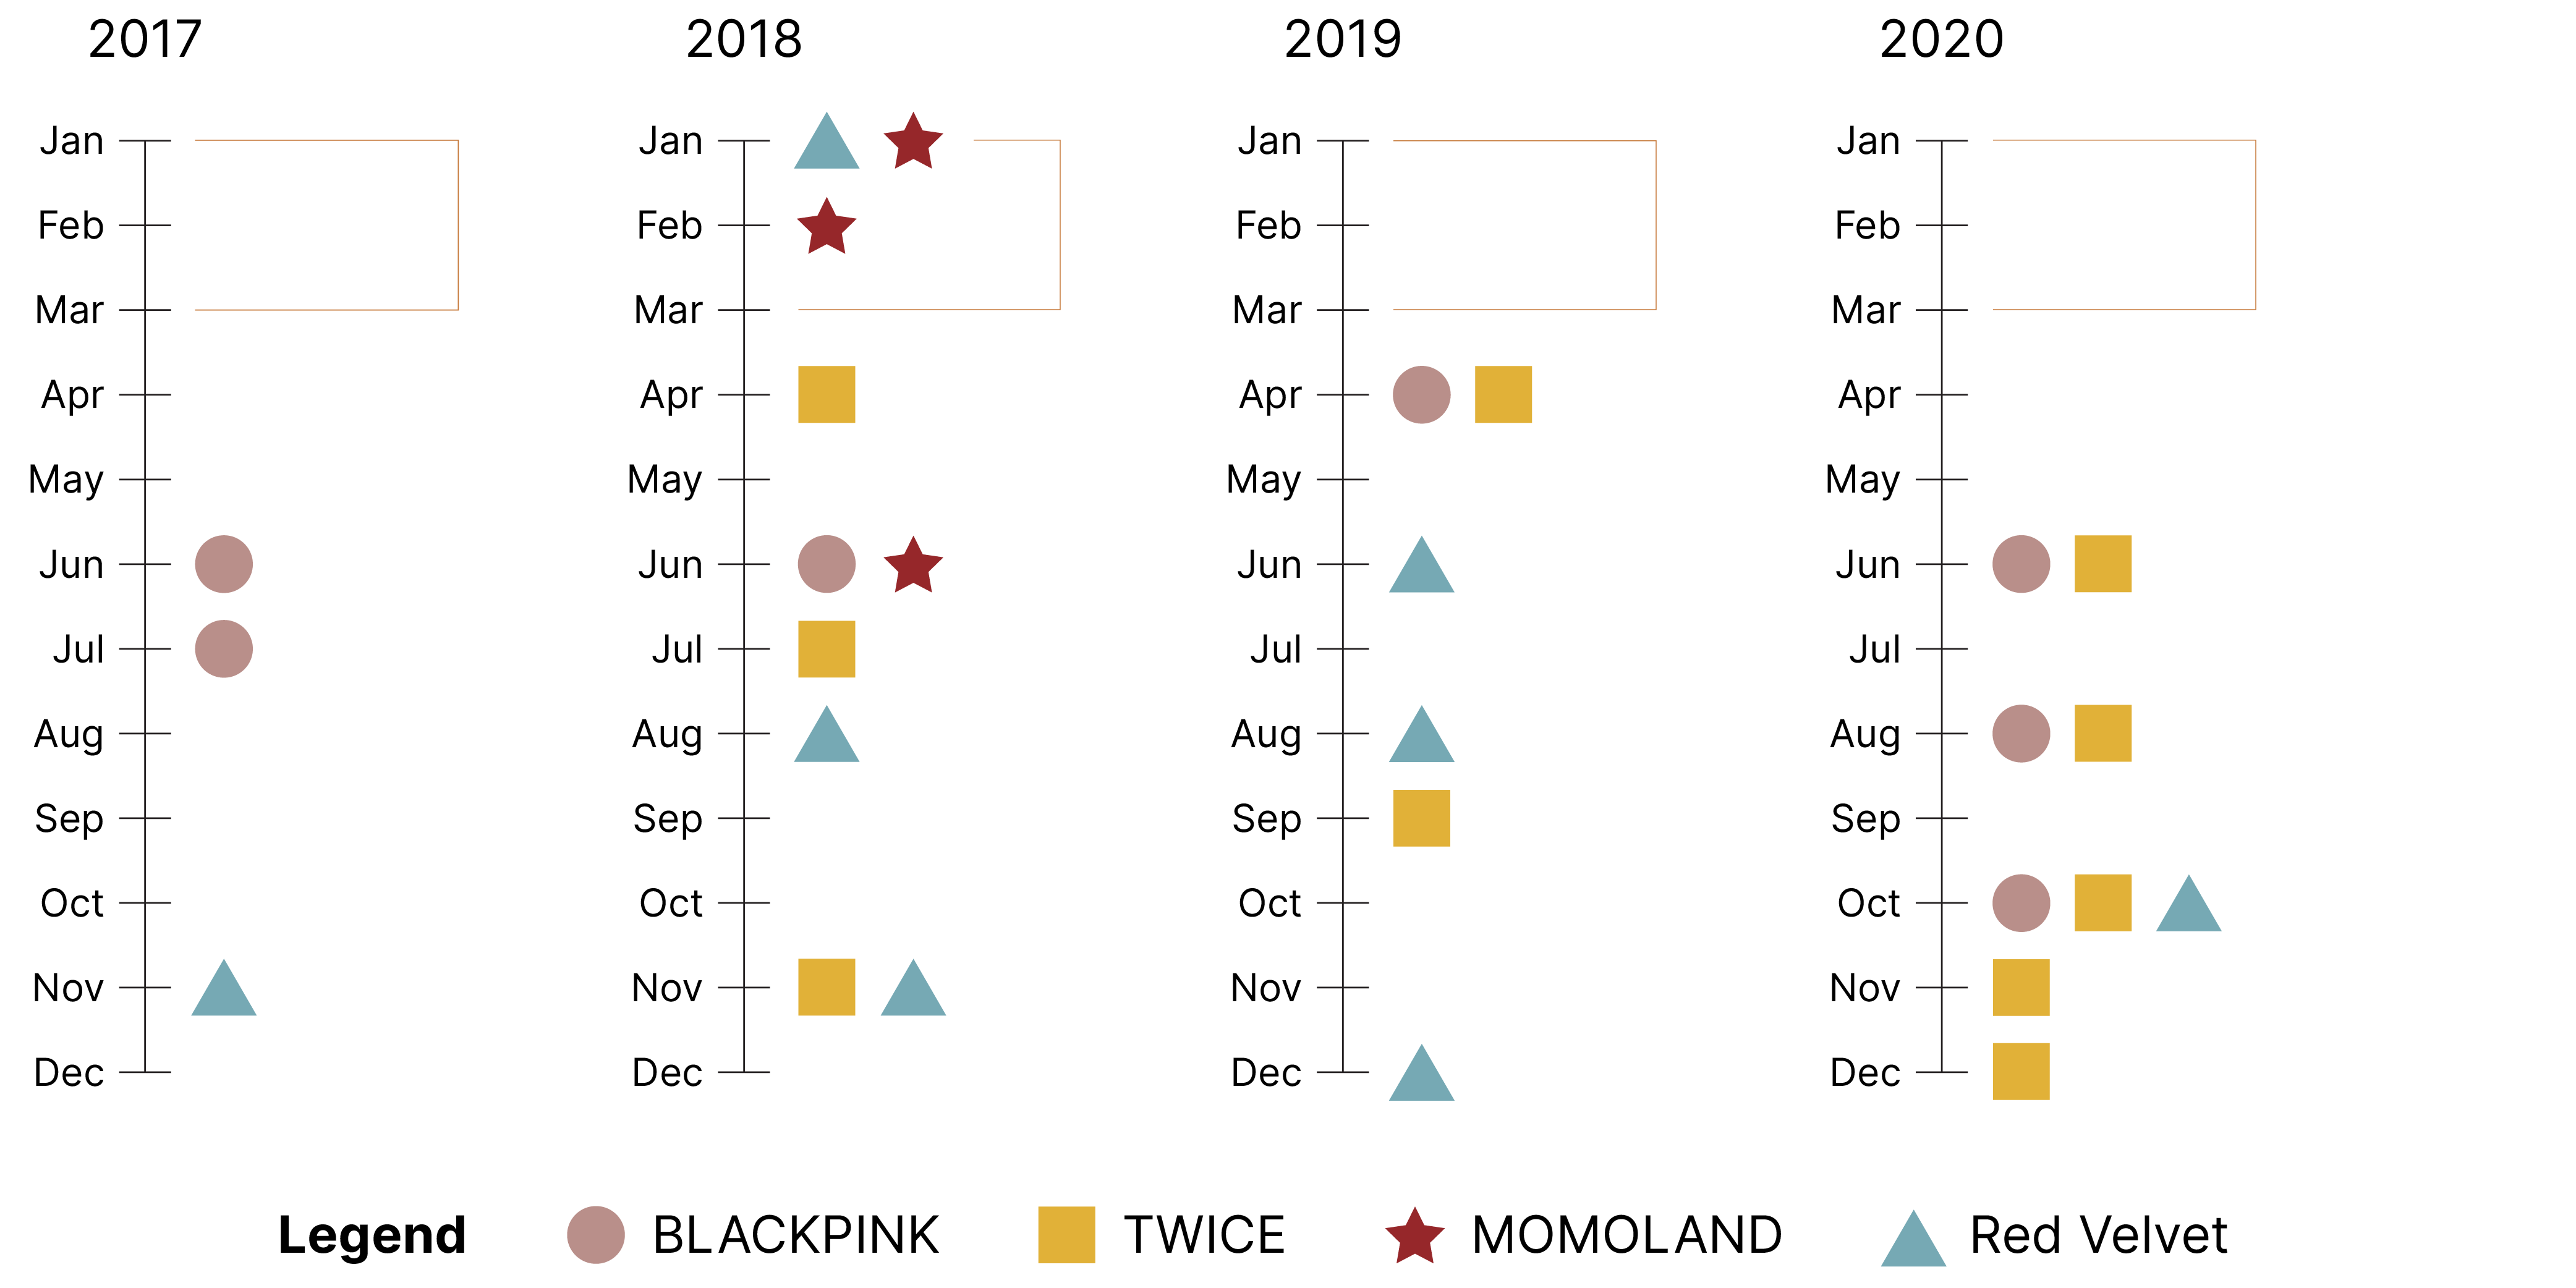 2017 2018 2019 2020
Jan Jan Jan Jan
Feb Feb Feb Feb
Mar Mar Mar Mar
Apr Apr Apr Apr
May May May May
Jun Jun Jun Jun
Jul Jul Jul Jul
Aug Aug Aug Aug
Sep Sep Sep Sep
Oct Oct Oct Oct
Nov Nov Nov Nov
Dec Dec Dec Dec
Legend BLACKPINK TWICE MOMOLAND Red Velvet